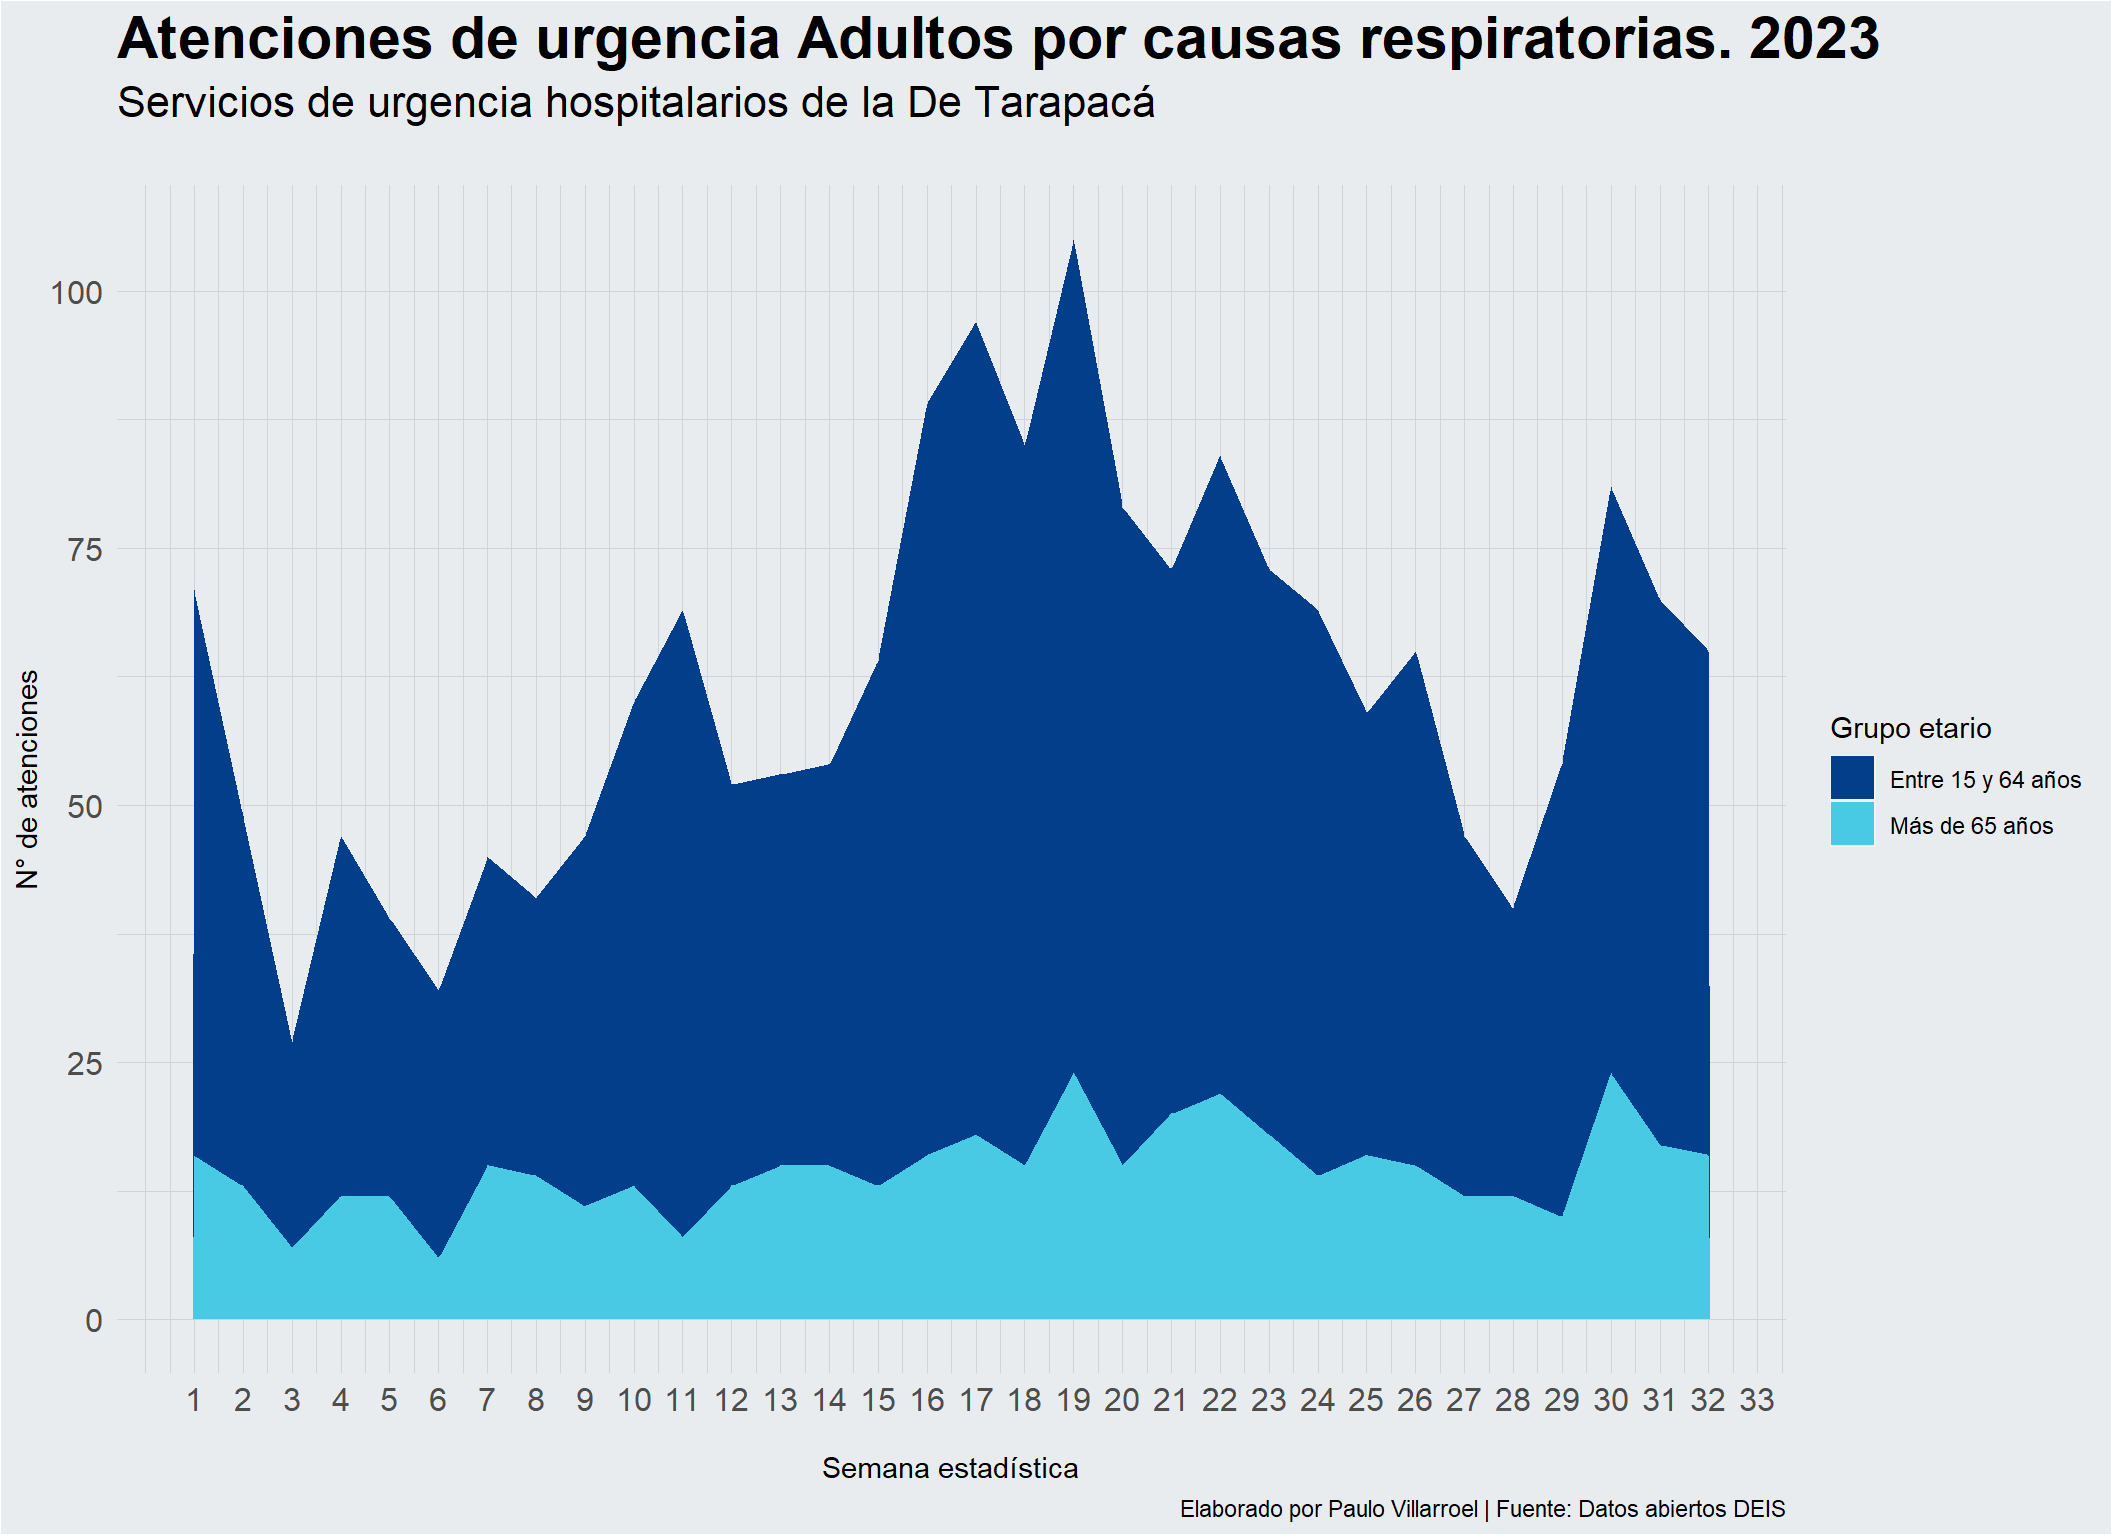 Atenciones de urgencia Adultos por causas respiratorias. 2023
Servicios de urgencia hospitalarios de la De Tarapacá
100
75
50
25
0
N° de atenciones
1 2 3 4 5 6 7 8 9 10 11 12 13 14 15 16 17 18 19 20 21 22 23 24 25 26 27 28 29 30 31 32 33
Semana estadística
Grupo etario
Entre 15 y 64 años
Más de 65 años
Elaborado por Paulo Villarroel | Fuente: Datos abiertos DEIS